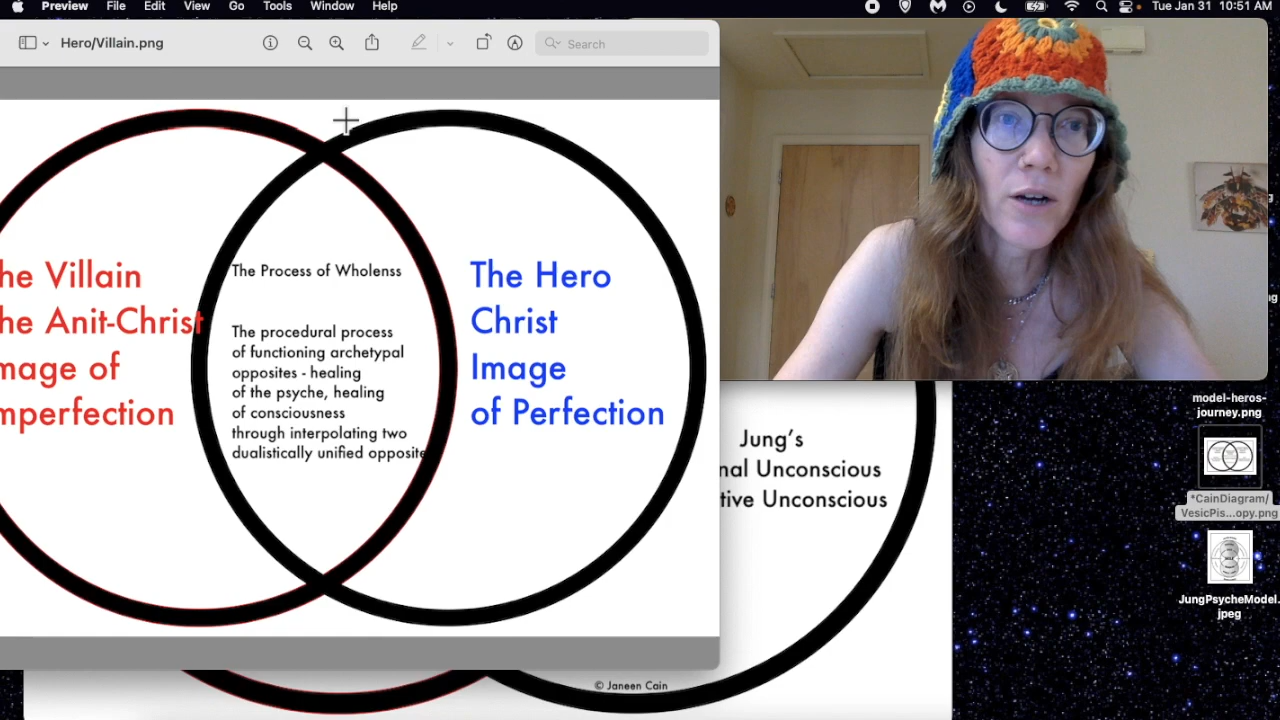 Preview File Edit View Go Tools Window Help
Tue Jan 31 10:51 AM
Hero/Villain.png
Search
he Villain
he Anit-Christ
mage of
mperfection
The Process of Wholenss
The procedural process
of functioning archetypal
opposites - healing
of the psyche, healing
of consciousness
through interpolating two
dualistically unified opposite
The Hero
Christ
Image
of Perfection
Jung's
nal Unconscious
tive Unconscious
© Janeen Cain
model-heros-
journey.png
*CainDiagram/
VesicPis...opy.png
JungPsycheModel.
jpeg